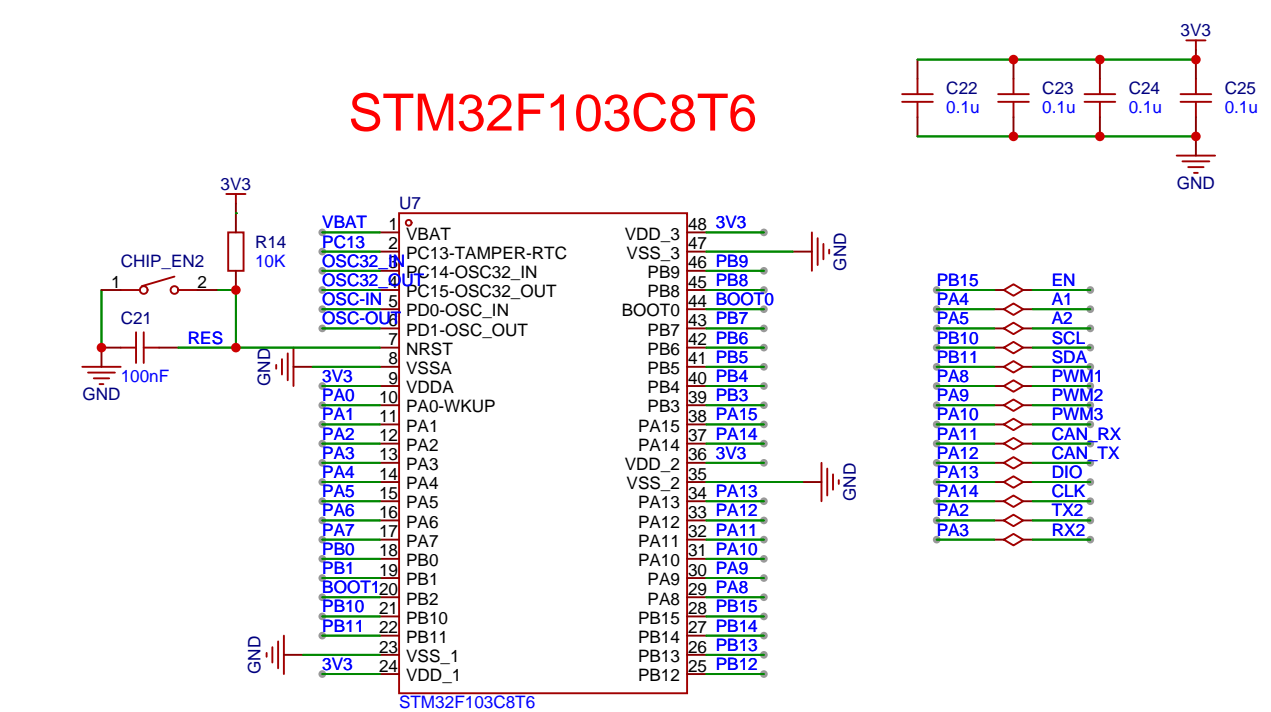 3V3
C22
0.1u
C23
0.1u
C24
0.1u
C25
0.1u
GND
STM32F103C8T6
3V3
R14
10K
CHIP_EN2
1 2
C21
100nF
RES
GND
GND
U7
VBAT 1 VBAT
PC13 2 PC13-TAMPER-RTC
OSC32_IN 3 PC14-OSC32_IN
OSC32_OUT 4 PC15-OSC32_OUT
OSC-IN 5 PD0-OSC_IN
OSC-OUT 6 PD1-OSC_OUT
7 NRST
8 VSSA
3V3 9 VDDA
PA0 10 PA0-WKUP
PA1 11 PA1
PA2 12 PA2
PA3 13 PA3
PA4 14 PA4
PA5 15 PA5
PA6 16 PA6
PA7 17 PA7
PB0 18 PB0
PB1 19 PB1
BOOT1 20 PB2
PB10 21 PB10
PB11 22 PB11
GND 23 VSS_1
3V3 24 VDD_1
VDD_3 48 3V3
VSS_3 47 GND
PB9 46 PB9
PB8 45 PB8
BOOT0 44 BOOT0
PB7 43 PB7
PB6 42 PB6
PB5 41 PB5
PB4 40 PB4
PB3 39 PB3
PA15 38 PA15
PA14 37 PA14
VDD_2 36 3V3
VSS_2 35 GND
PA13 34 PA13
PA12 33 PA12
PA11 32 PA11
PA10 31 PA10
PA9 30 PA9
PA8 29 PA8
PB15 28 PB15
PB14 27 PB14
PB13 26 PB13
PB12 25 PB12
STM32F103C8T6
PB15 EN
PA4 A1
PA5 A2
PB10 SCL
PB11 SDA
PA8 PWM1
PA9 PWM2
PA10 PWM3
PA11 CAN_RX
PA12 CAN_TX
PA13 DIO
PA14 CLK
PA2 TX2
PA3 RX2